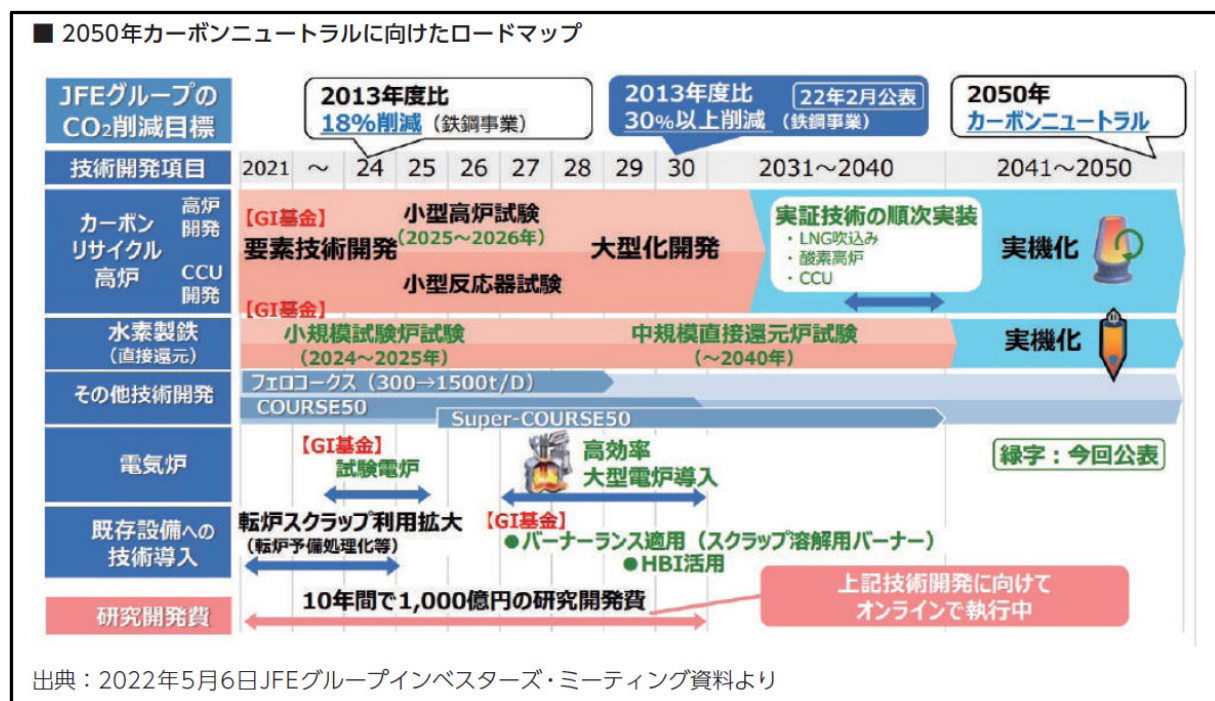 ■ 2050年カーボンニュートラルに向けたロードマップ
JFEグループの
CO₂削減目標
2013年度比
18%削減（鉄鋼事業）
2013年度比
22年2月公表
30%以上削減（鉄鋼事業）
2050年
カーボンニュートラル
技術開発項目
2021 ～ 24 25 26 27 28 29 30 2031～2040 2041～2050
カーボン
リサイクル
高炉
高炉
開発
CCU
開発
【GI基金】
要素技術開発
小型高炉試験
（2025～2026年）
小型反応器試験
大型化開発
実証技術の順次実装
・LNG吹込み
・酸素高炉
・CCU
実機化
【GI基金】
水素製鉄
（直接還元）
小規模試験炉試験
（2024～2025年）
中規模直接還元炉試験
（～2040年）
実機化
その他技術開発
フェロコークス（300→1500t/D）
COURSE50
Super-COURSE50
電気炉
【GI基金】
試験電炉
高効率
大型電炉導入
緑字：今回公表
既存設備への
技術導入
転炉スクラップ利用拡大
（転炉予備処理化等）
【GI基金】
●バーナーランス適用（スクラップ溶解用バーナー）
●HBI活用
研究開発費
10年間で1,000億円の研究開発費
上記技術開発に向けて
オンラインで執行中
出典：2022年5月6日JFEグループインベスターズ・ミーティング資料より